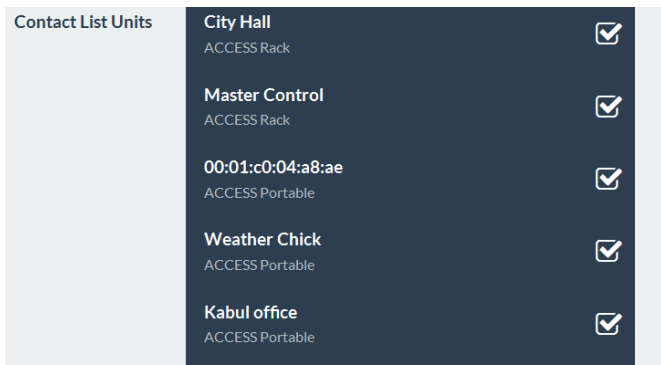 Contact List Units
City Hall
ACCESS Rack
Master Control
ACCESS Rack
00:01:c0:04:a8:ae
ACCESS Portable
Weather Chick
ACCESS Portable
Kabul office
ACCESS Portable